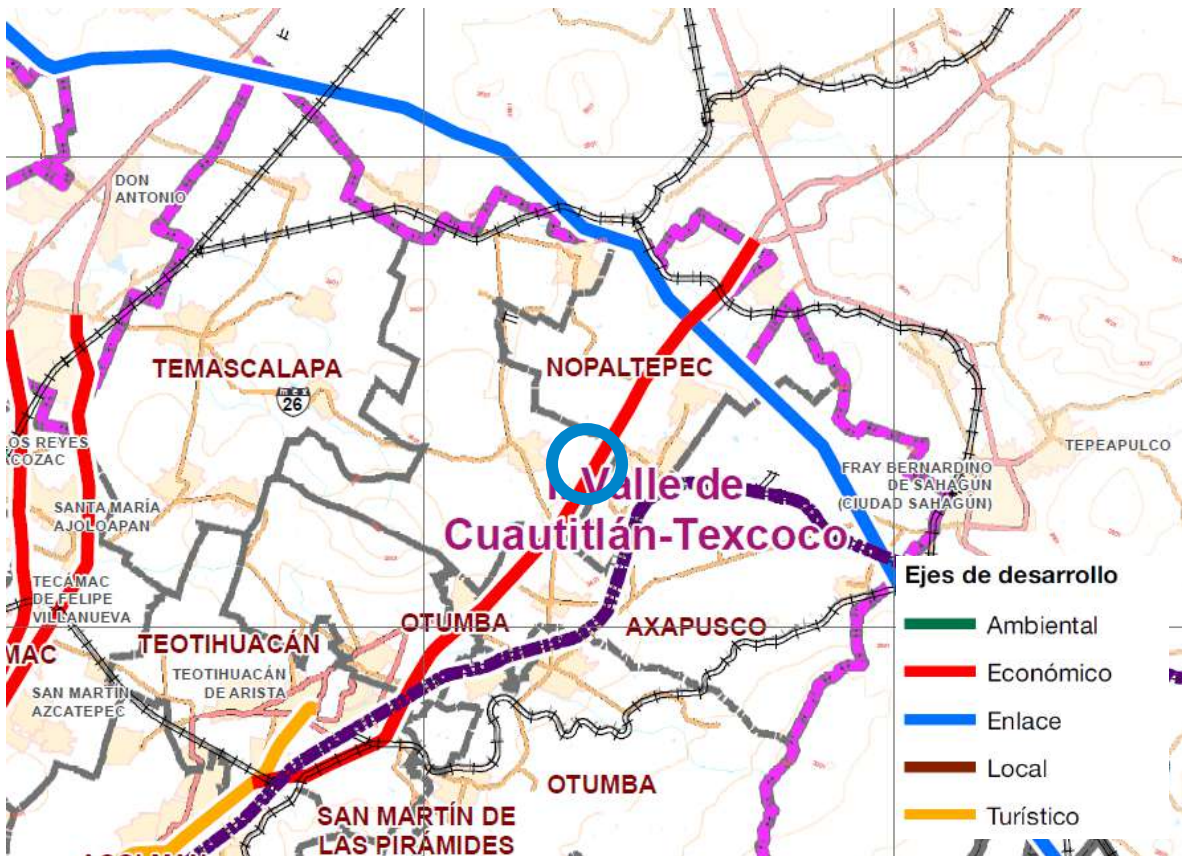 DON
ANTONIO
TEMASCALAPA
mex
26
NOPALTEPEC
OS REYES
COZAC
TEPEAPULCO
FRAY BERNARDINO
DE SAHAGÚN
(CIUDAD SAHAGÚN)
Valle de
Cuautitlán-Texcoco
SANTA MARÍA
AJOLOAPAN
TECÁMAC
DE FELIPE
VILLANUEVA
MAC
OTUMBA
AXAPUSCO
TEOTIHUACÁN
TEOTIHUACÁN
DE ARISTA
SAN MARTÍN
AZCATEPEC
OTUMBA
SAN MARTÍN DE
LAS PIRÁMIDES
Ejes de desarrollo
Ambiental
Económico
Enlace
Local
Turístico